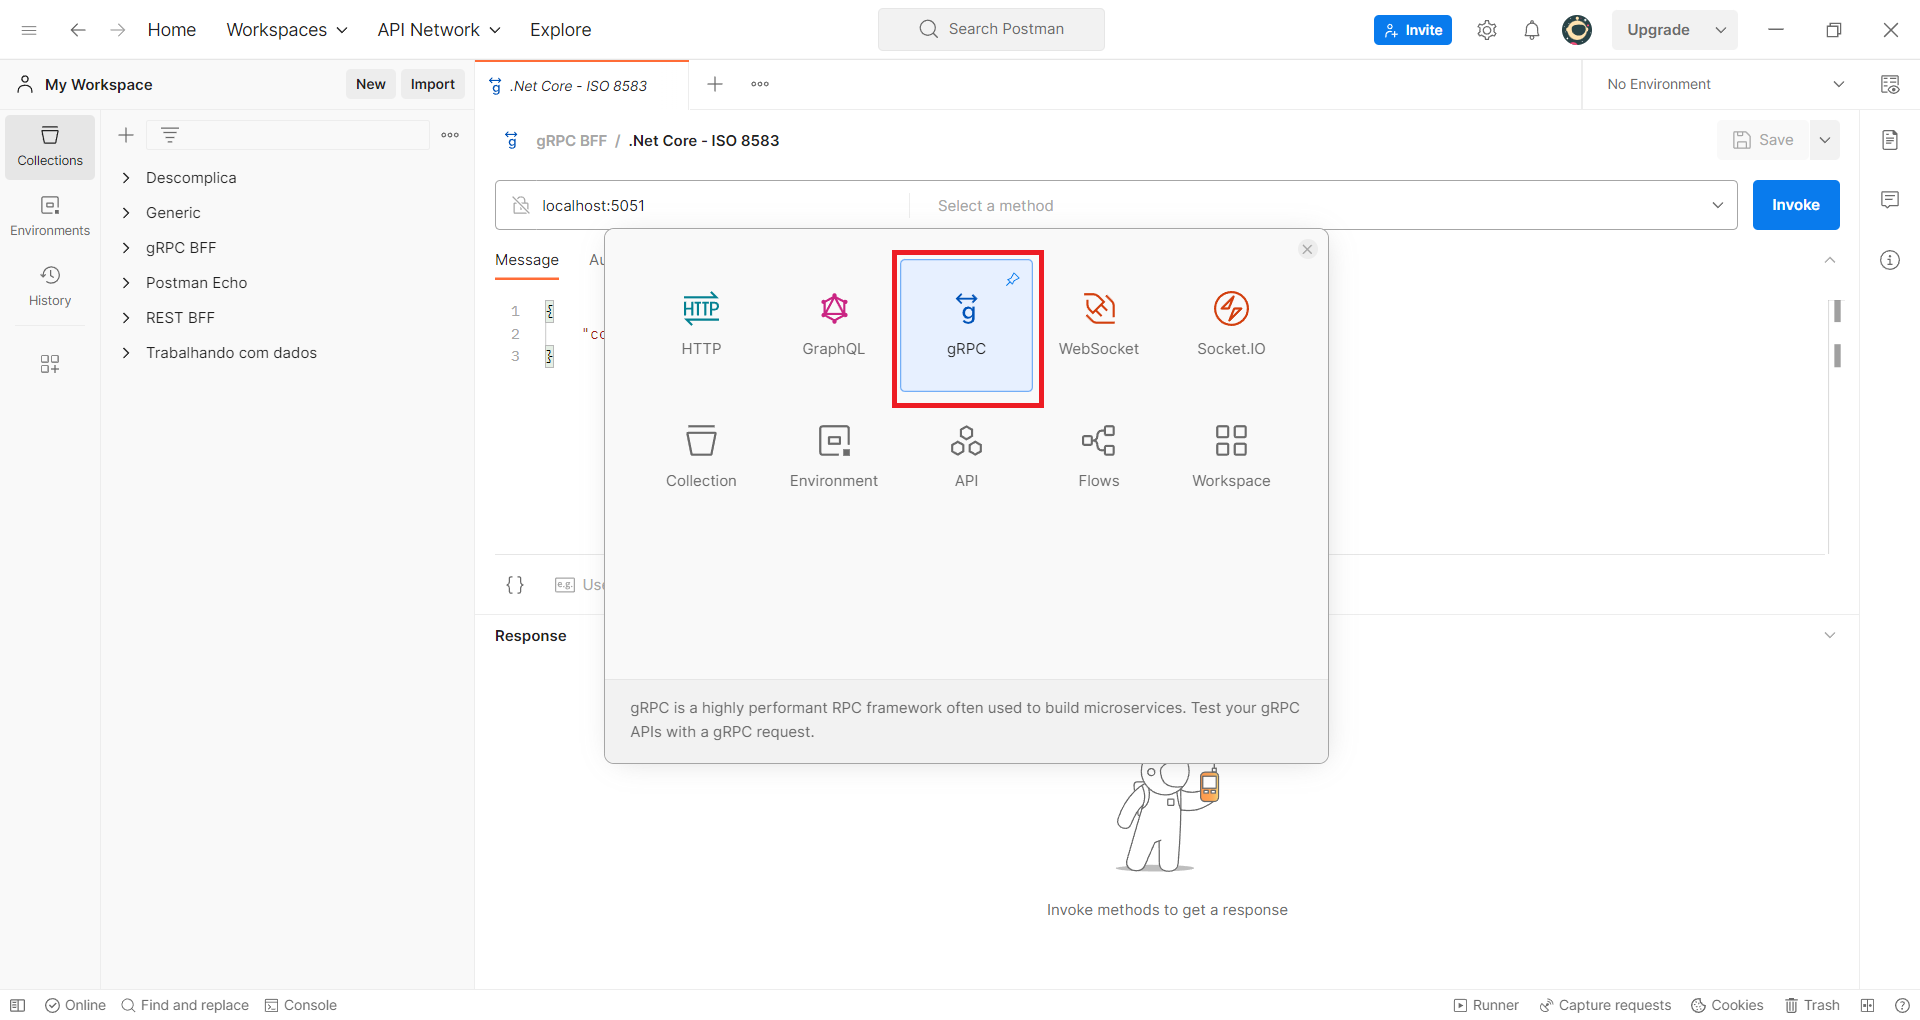 Home
Workspaces
API Network
Explore
Search Postman
Invite
Upgrade
My Workspace
New
Import
.Net Core - ISO 8583
No Environment
Collections
Environments
History
Descomplica
Generic
gRPC BFF
Postman Echo
REST BFF
Trabalhando com dados
gRPC BFF / .Net Core - ISO 8583
Save
localhost:5051
Select a method
Invoke
Message
Au
1 {
2 "co
3 }
HTTP
HTTP
GraphQL
g
gRPC
WebSocket
Socket.IO
Collection
Environment
API
Flows
Workspace
{} e.g. Use
Response
gRPC is a highly performant RPC framework often used to build microservices. Test your gRPC
APIs with a gRPC request.
Invoke methods to get a response
Online
Find and replace
Console
Runner
Capture requests
Cookies
Trash